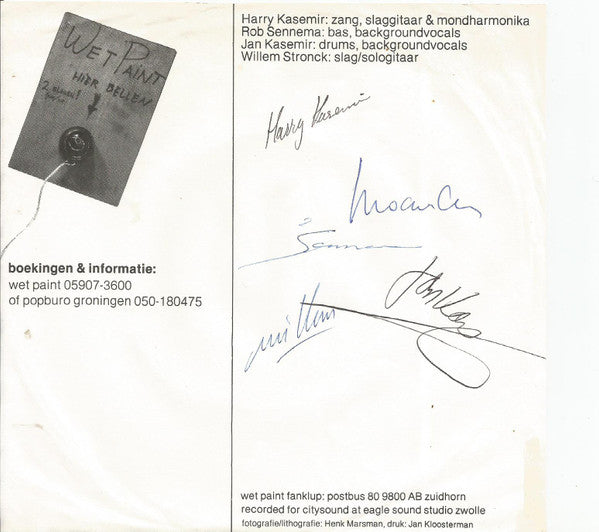 WET PAINT
HIER BELLEN
boekingen & informatie:
wet paint 05907-3600
of popburo groningen 050-180475
Harry Kasemir: zang, slaggitaar & mondharmonika
Rob Sennema: bas, backgroundvocals
Jan Kasemir: drums, backgroundvocals
Willem Stronck: slag/sologitaar
Harry Kasemir
wet paint fanklup: postbus 80 9800 AB zuidhorn
recorded for citysound at eagle sound studio zwolle
fotografie/lithografie: Henk Marsman, druk: Jan Kloosterman